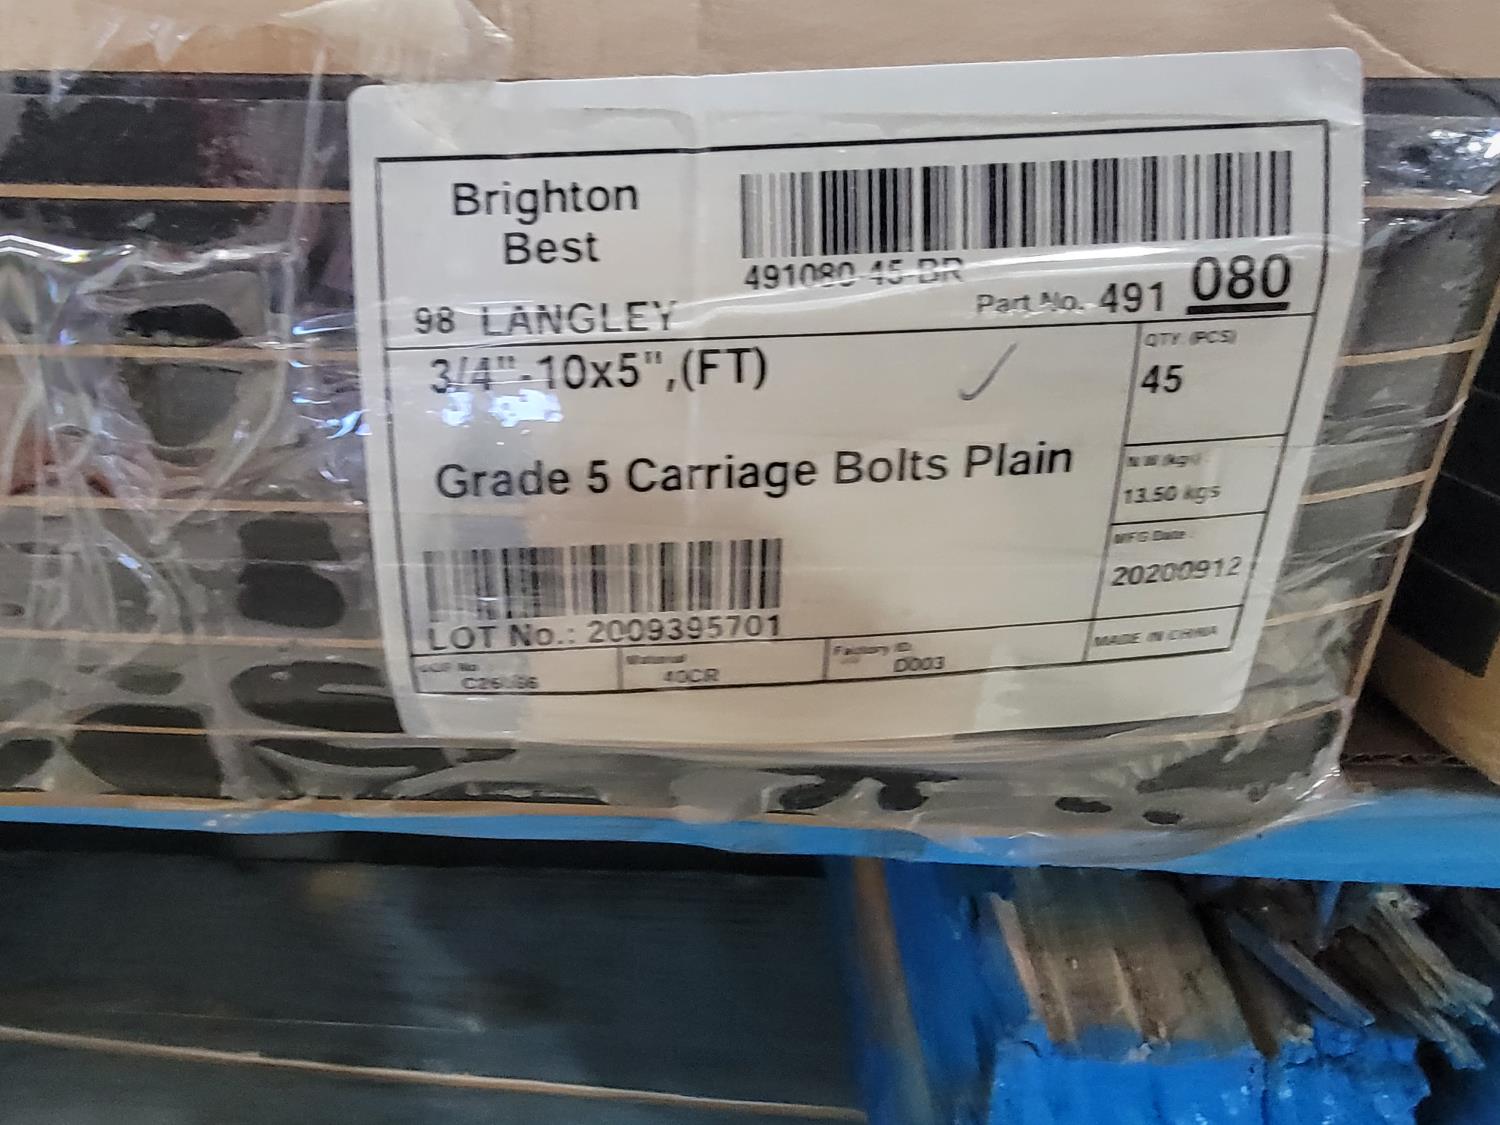 Brighton
Best
491080-45-BR
98 LANGLEY
Part No. 491 080
3/4"-10x5",(FT)
QTY (PCS)
45
Grade 5 Carriage Bolts Plain
13.50 kgs
MFG Date
20200912
LOT No.: 2009395701
MADE IN CHINA
Material
40CR
Factory ID
D003